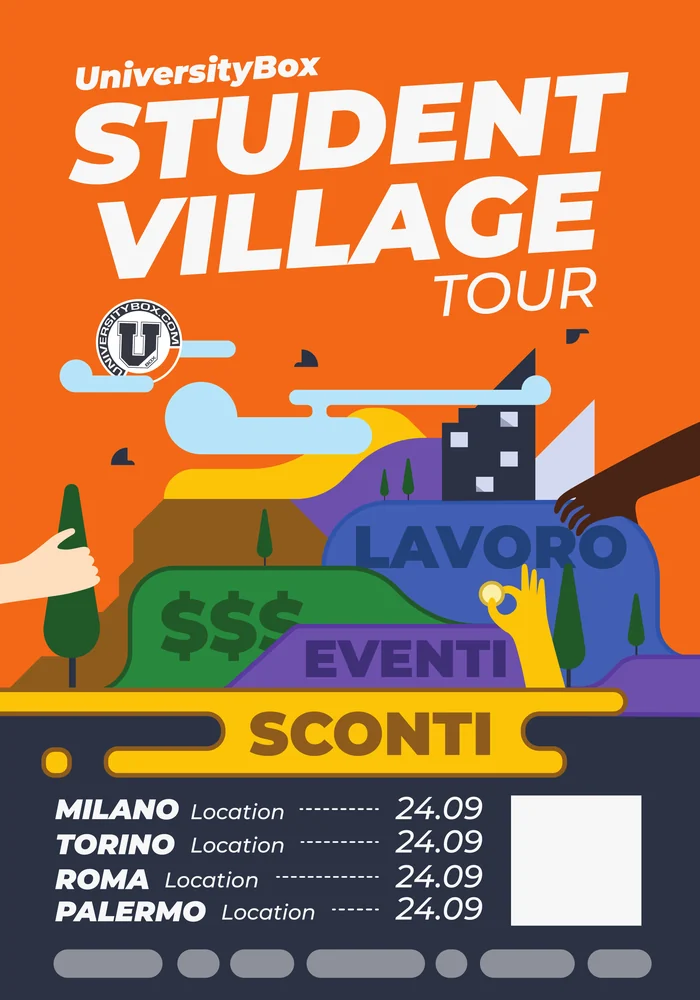 UniversityBox
STUDENT
VILLAGE
TOUR
UNIVERSITYBOX.COM
U
BOX
LAVORO
$$$
EVENTI
SCONTI
MILANO Location 24.09
TORINO Location 24.09
ROMA Location 24.09
PALERMO Location 24.09